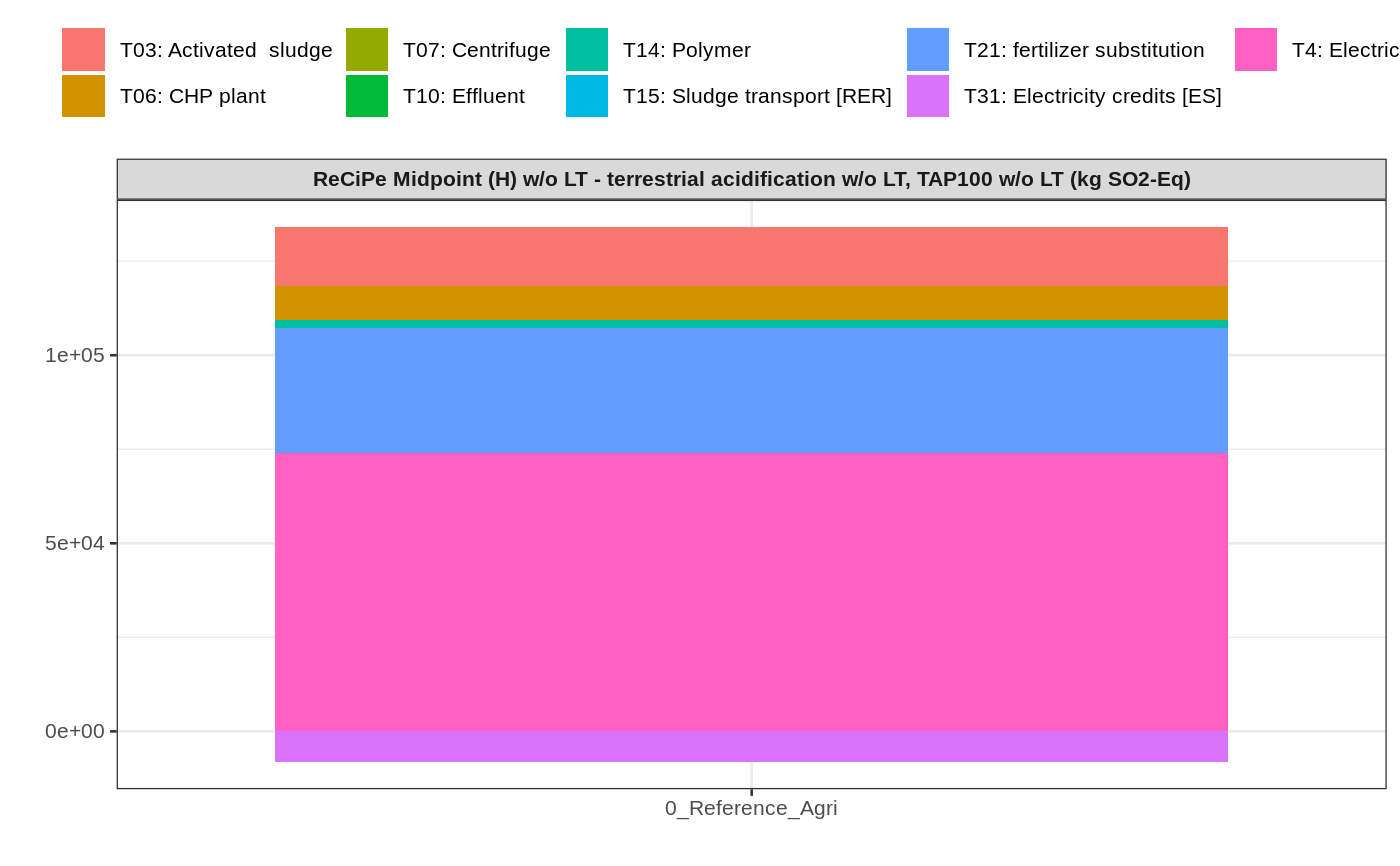 T03: Activated  sludge T07: Centrifuge T14: Polymer T21: fertilizer substitution T4: Electric
T06: CHP plant T10: Effluent T15: Sludge transport [RER] T31: Electricity credits [ES]
ReCiPe Midpoint (H) w/o LT - terrestrial acidification w/o LT, TAP100 w/o LT (kg SO2-Eq)
1e+05
5e+04
0e+00
0_Reference_Agri